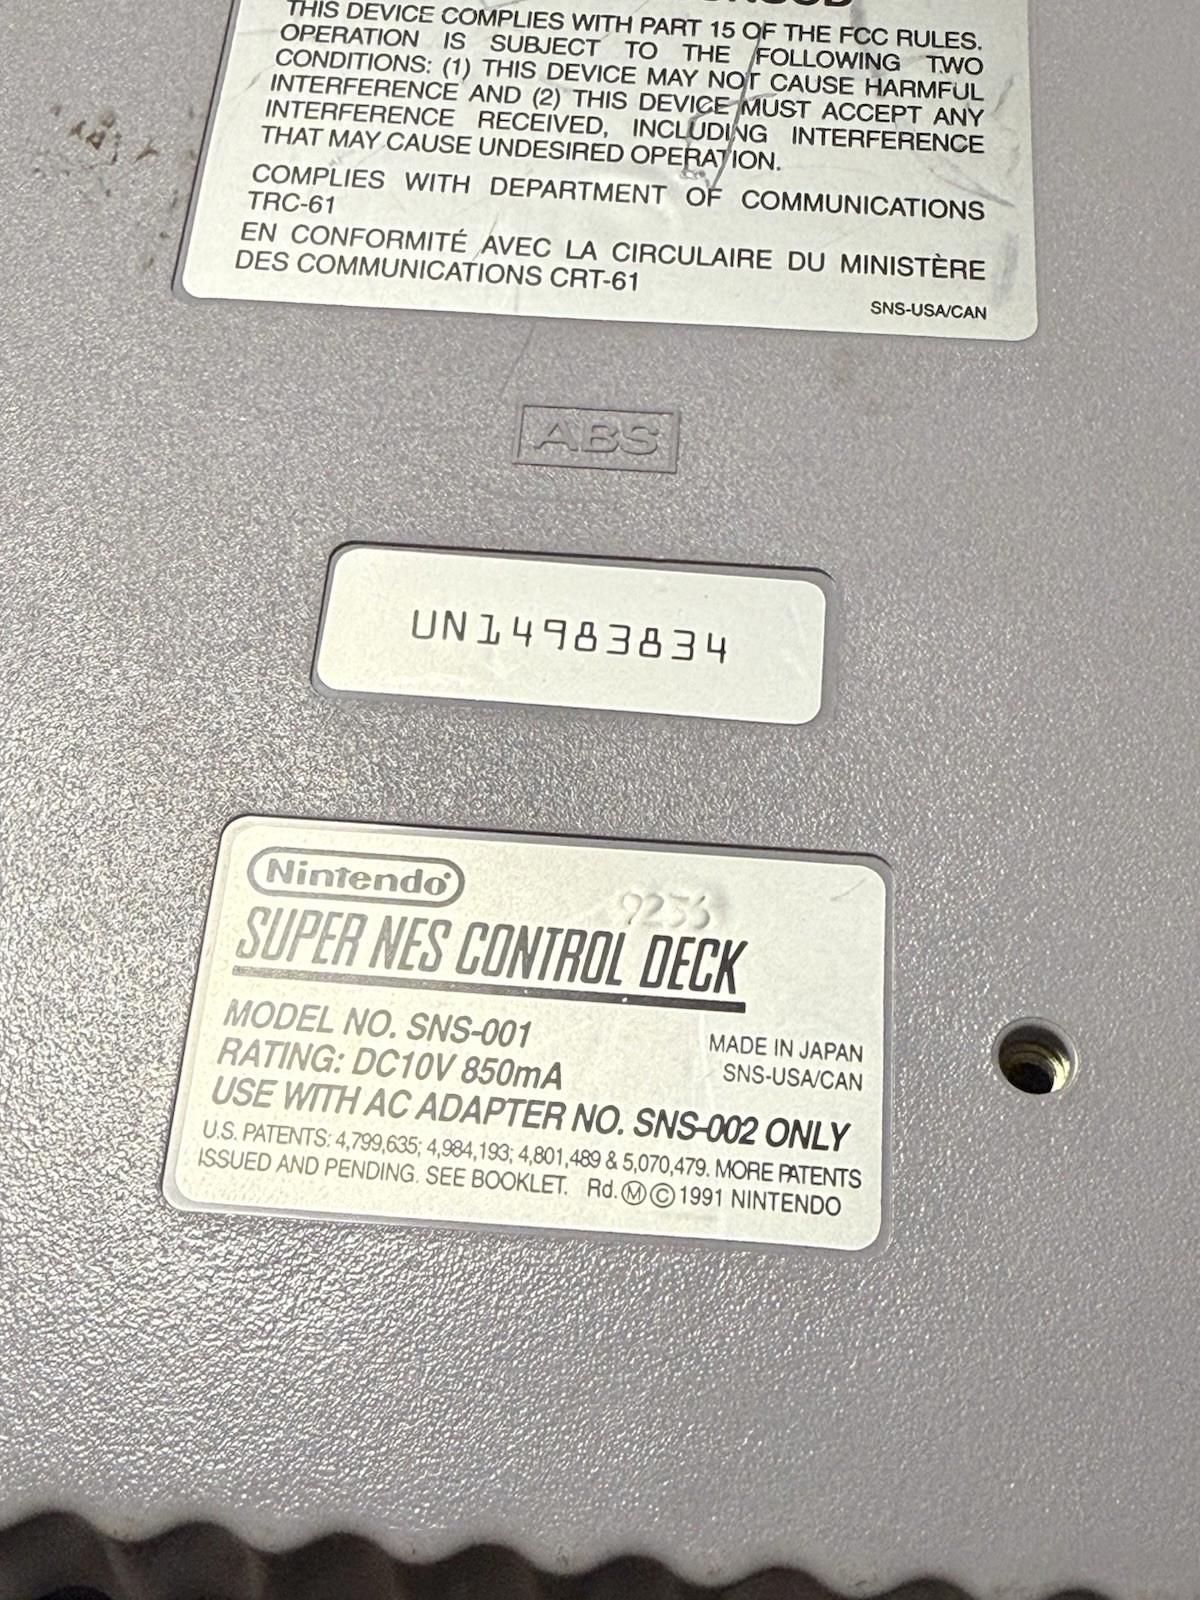 THIS DEVICE COMPLIES WITH PART 15 OF THE FCC RULES.
OPERATION IS SUBJECT TO THE FOLLOWING TWO
CONDITIONS: (1) THIS DEVICE MAY NOT CAUSE HARMFUL
INTERFERENCE AND (2) THIS DEVICE MUST ACCEPT ANY
INTERFERENCE RECEIVED, INCLUDING INTERFERENCE
THAT MAY CAUSE UNDESIRED OPERATION.
COMPLIES WITH DEPARTMENT OF COMMUNICATIONS
TRC-61
EN CONFORMITÉ AVEC LA CIRCULAIRE DU MINISTÈRE
DES COMMUNICATIONS CRT-61
SNS-USA/CAN
ABS
UN14983834
Nintendo®
9236
SUPER NES CONTROL DECK
MODEL NO. SNS-001
RATING: DC10V 850mA
MADE IN JAPAN
SNS-USA/CAN
USE WITH AC ADAPTER NO. SNS-002 ONLY
U.S. PATENTS: 4,799,635; 4,984,193; 4,801,489 & 5,070,479. MORE PATENTS
ISSUED AND PENDING. SEE BOOKLET. Rd.Ⓜ©1991 NINTENDO